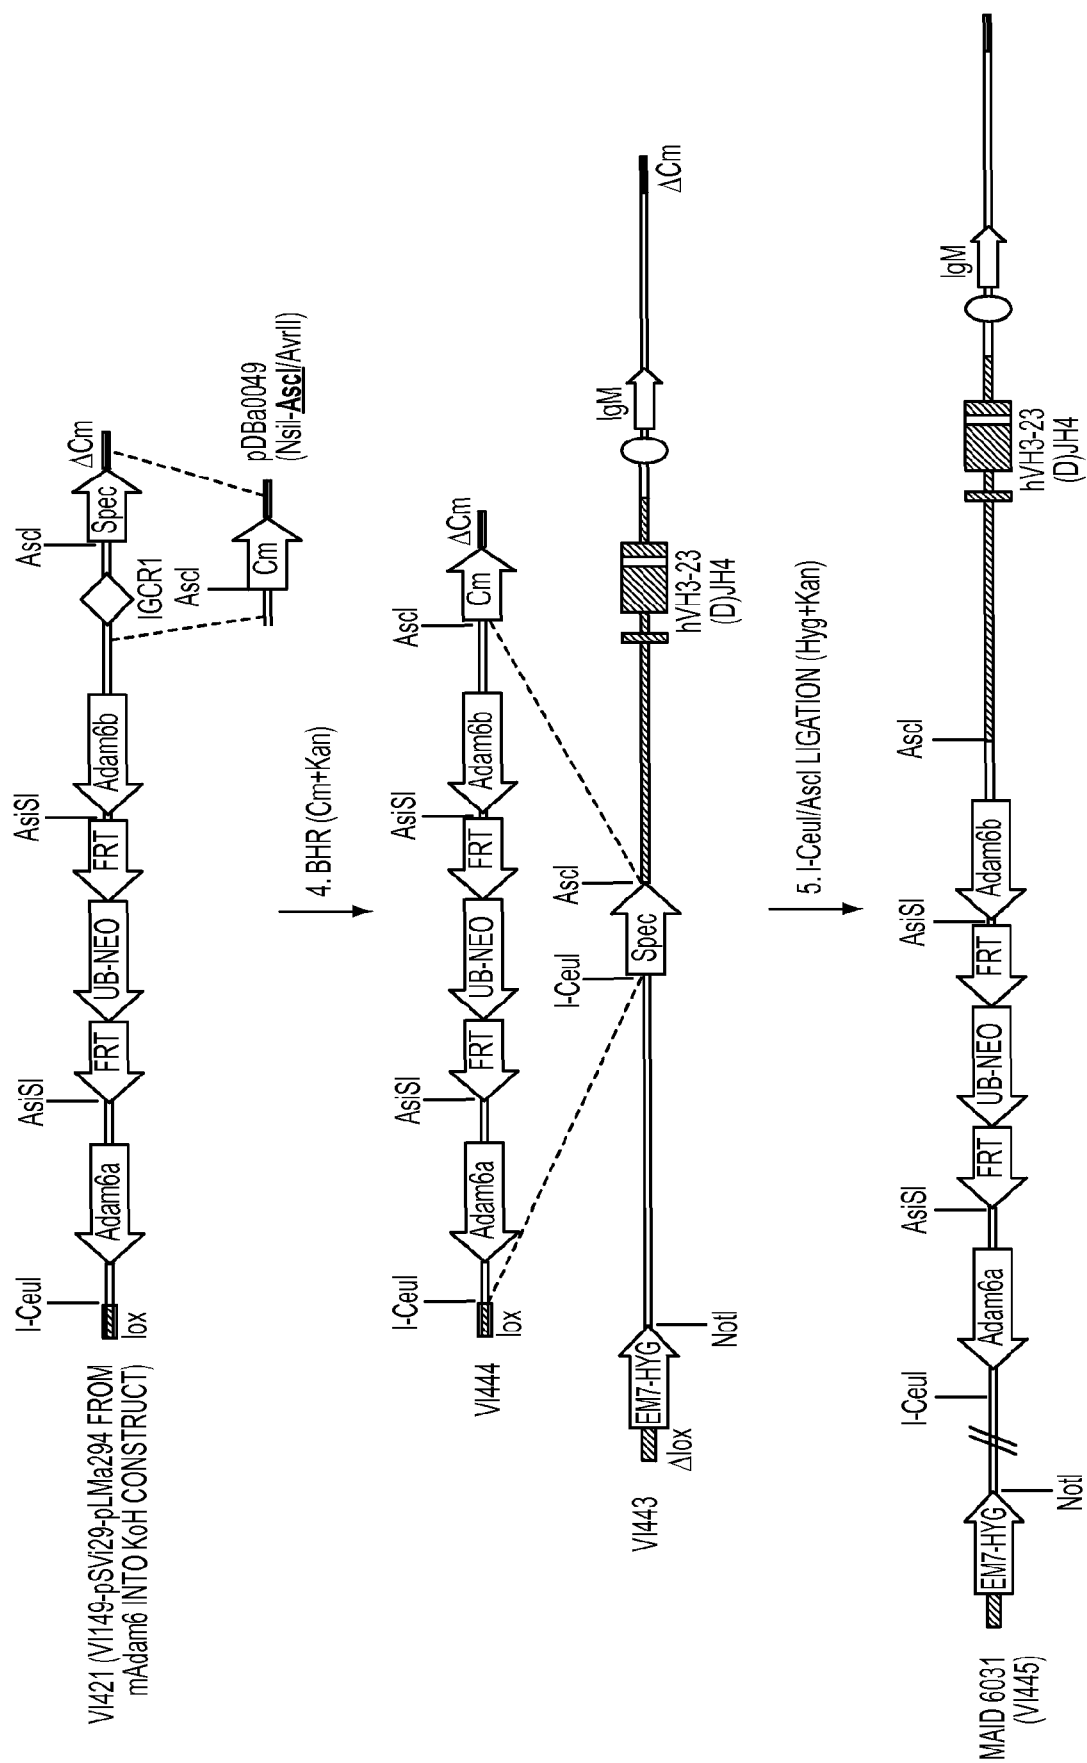 VI421 (VI149-pSVi29-pLMa294 FROM
mAdam6 INTO KoH CONSTRUCT)
lox
I-CeuI
Adam6a
AsiSI
FRT
UB-NEO
FRT
AsiSI
Adam6b
IGCR1
AscI
Spec
ΔCm
AscI
Cm
pDBa0049
(NsiI-AscI/AvrII)
4. BHR (Cm+Kan)
VI444
lox
I-CeuI
Adam6a
AsiSI
FRT
UB-NEO
FRT
AsiSI
Adam6b
AscI
Cm
ΔCm
VI443
Δlox
EM7-HYG
NotI
I-CeuI
Spec
AscI
hVH3-23
(D)JH4
IgM
ΔCm
5. I-CeuI/AscI LIGATION (Hyg+Kan)
MAID 6031
(VI445)
EM7-HYG
NotI
I-CeuI
Adam6a
AsiSI
FRT
UB-NEO
FRT
AsiSI
Adam6b
AscI
hVH3-23
(D)JH4
IgM